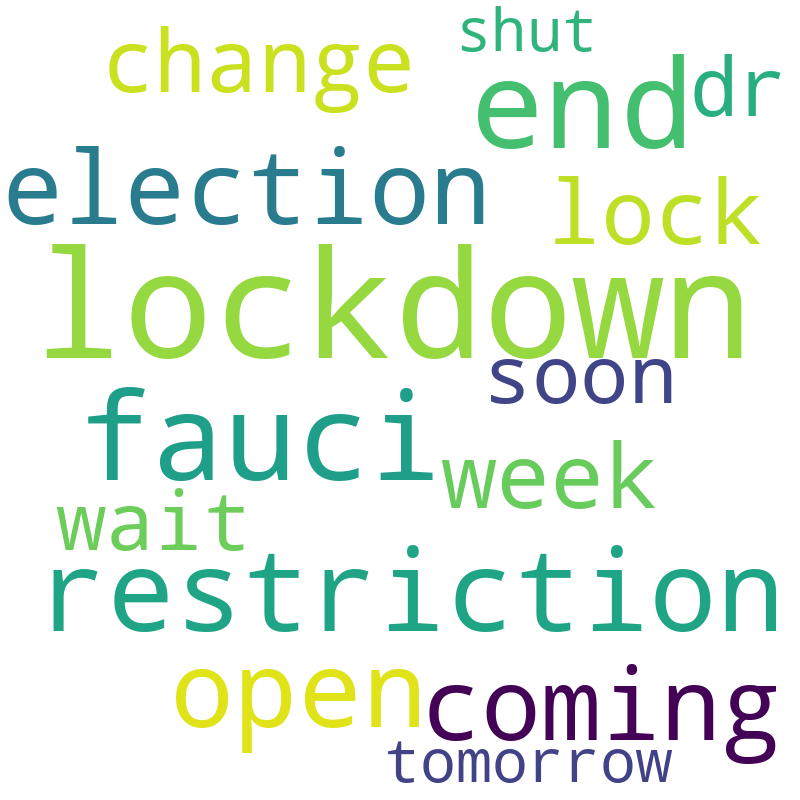 shut
change
end
dr
election
lock
lockdown
soon
fauci
week
wait
restriction
open
coming
tomorrow